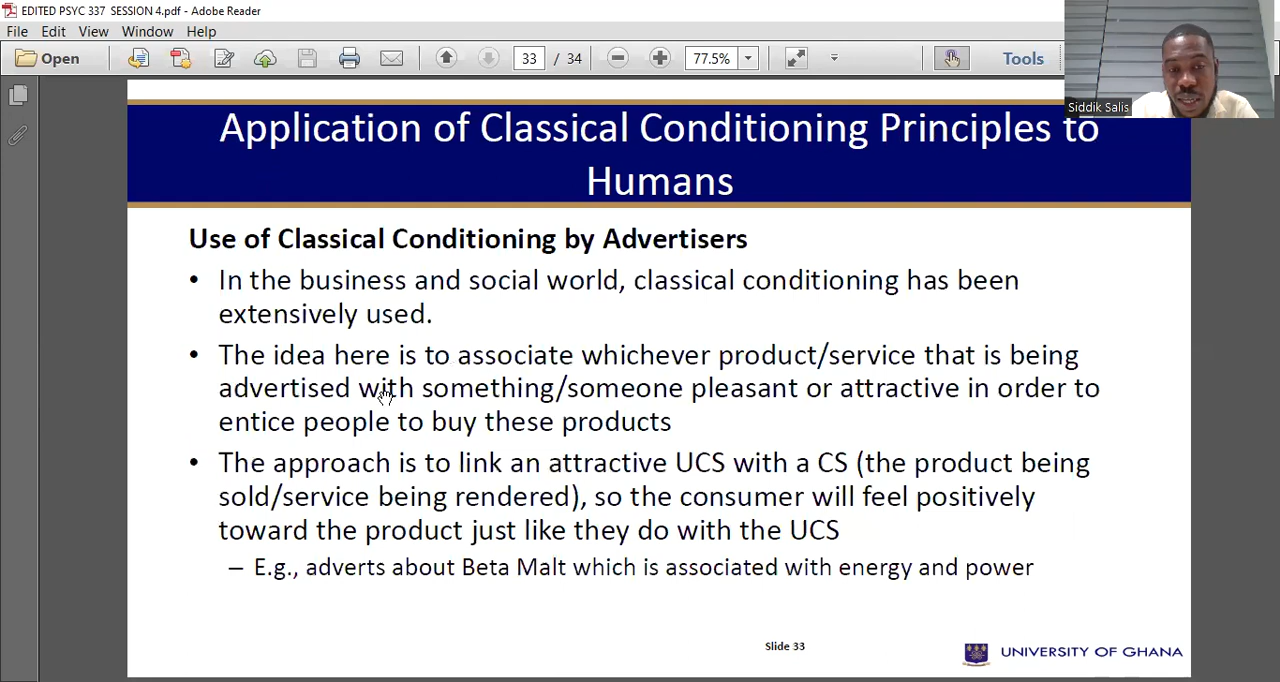 EDITED PSYC 337  SESSION 4.pdf - Adobe Reader
File Edit View Window Help
Open 33 / 34 77.5% Tools
Siddik Salis
Application of Classical Conditioning Principles to
Humans
Use of Classical Conditioning by Advertisers
• In the business and social world, classical conditioning has been
extensively used.
• The idea here is to associate whichever product/service that is being
advertised with something/someone pleasant or attractive in order to
entice people to buy these products
• The approach is to link an attractive UCS with a CS (the product being
sold/service being rendered), so the consumer will feel positively
toward the product just like they do with the UCS
– E.g., adverts about Beta Malt which is associated with energy and power
Slide 33
UNIVERSITY OF GHANA